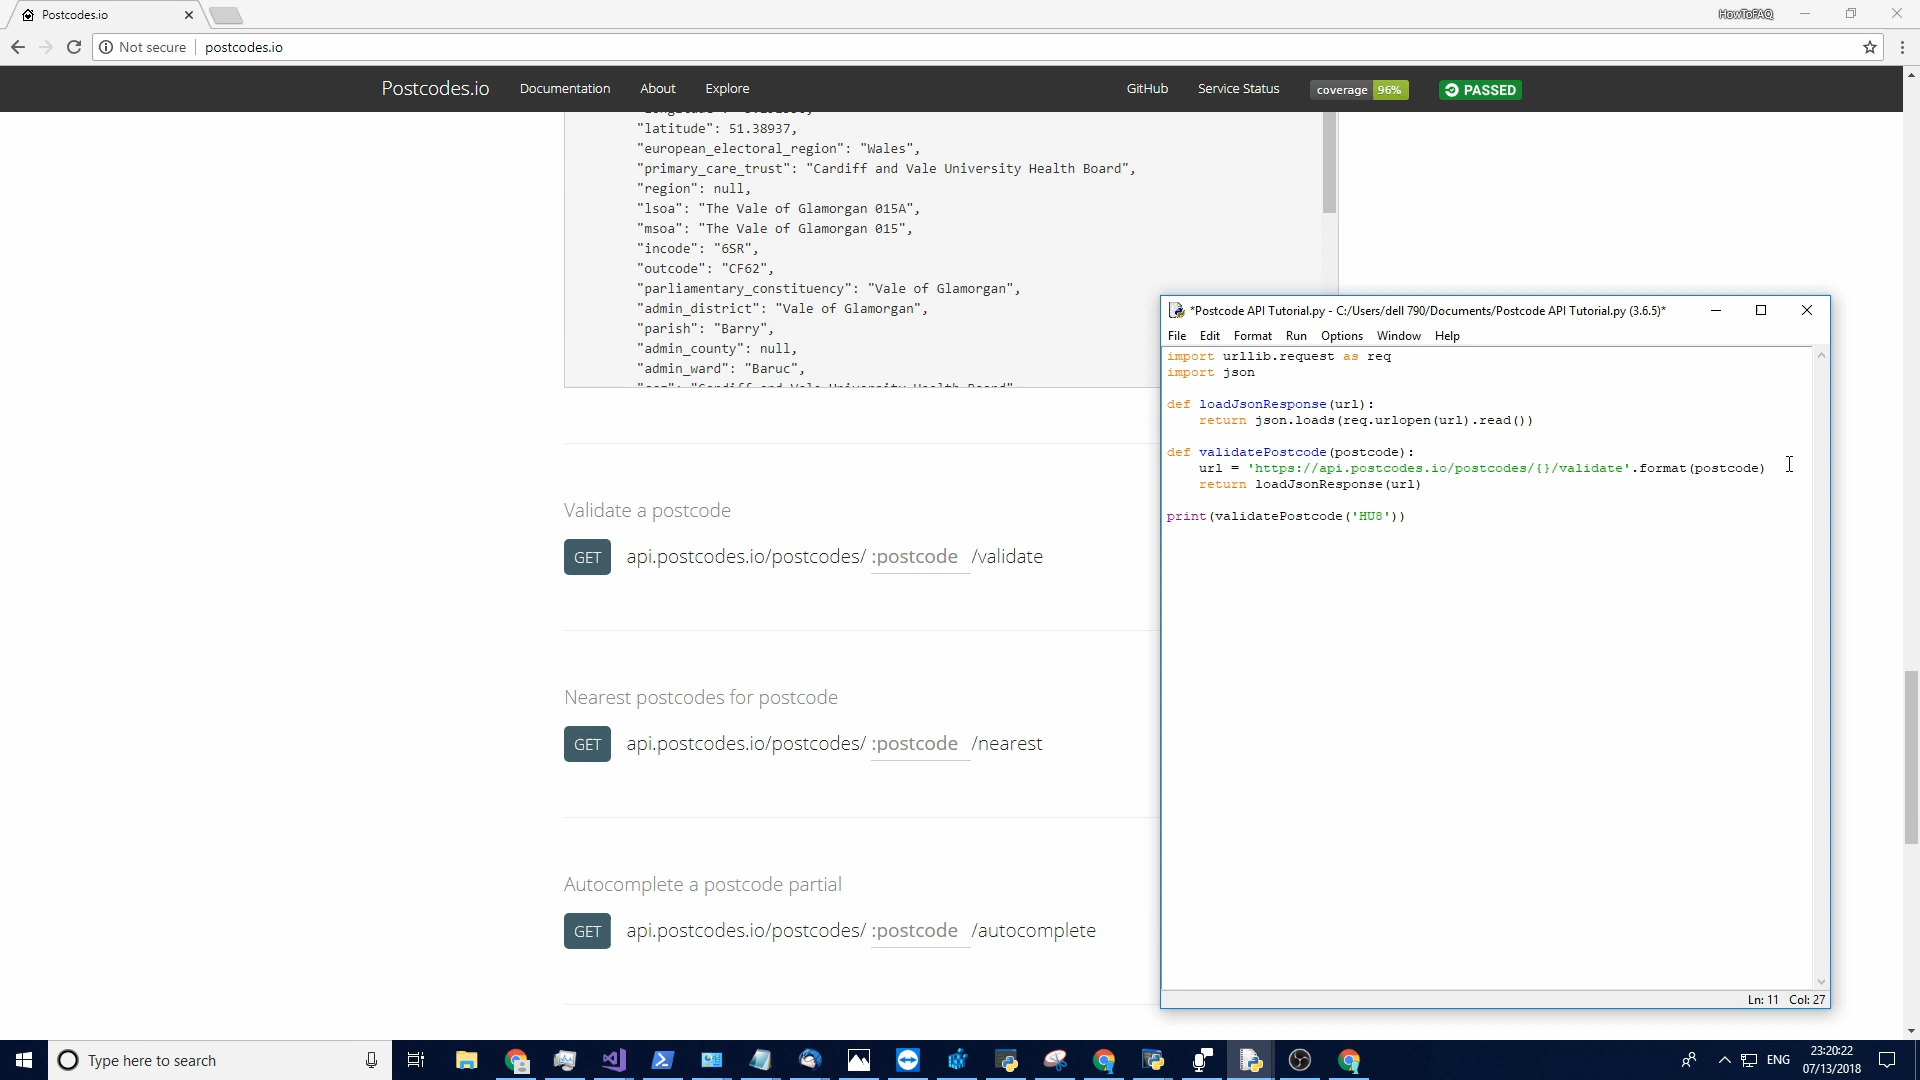 Postcodes.io
HowToFAQ
Not secure
postcodes.io
Postcodes.io
Documentation
About
Explore
GitHub
Service Status
coverage 96%
PASSED
"latitude": 51.38937,
"european_electoral_region": "Wales",
"primary_care_trust": "Cardiff and Vale University Health Board",
"region": null,
"lsoa": "The Vale of Glamorgan 015A",
"msoa": "The Vale of Glamorgan 015",
"incode": "6SR",
"outcode": "CF62",
"parliamentary_constituency": "Vale of Glamorgan",
"admin_district": "Vale of Glamorgan",
"parish": "Barry",
"admin_county": null,
"admin_ward": "Baruc",
Validate a postcode
GET api.postcodes.io/postcodes/ :postcode /validate
Nearest postcodes for postcode
GET api.postcodes.io/postcodes/ :postcode /nearest
Autocomplete a postcode partial
GET api.postcodes.io/postcodes/ :postcode /autocomplete
*Postcode API Tutorial.py - C:/Users/dell 790/Documents/Postcode API Tutorial.py (3.6.5)*
File Edit Format Run Options Window Help
import urllib.request as req
import json
def loadJsonResponse(url):
return json.loads(req.urlopen(url).read())
def validatePostcode(postcode):
url = 'https://api.postcodes.io/postcodes/{}/validate'.format(postcode)
return loadJsonResponse(url)
print(validatePostcode('HU8'))
Ln: 11 Col: 27
Type here to search
ENG
23:20:22
07/13/2018